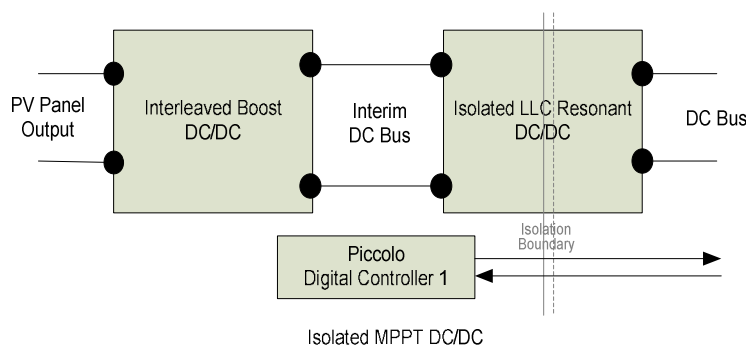 PV Panel
Output
Interleaved Boost
DC/DC
Interim
DC Bus
Isolated LLC Resonant
DC/DC
DC Bus
Isolation
Boundary
Piccolo
Digital Controller 1
Isolated MPPT DC/DC